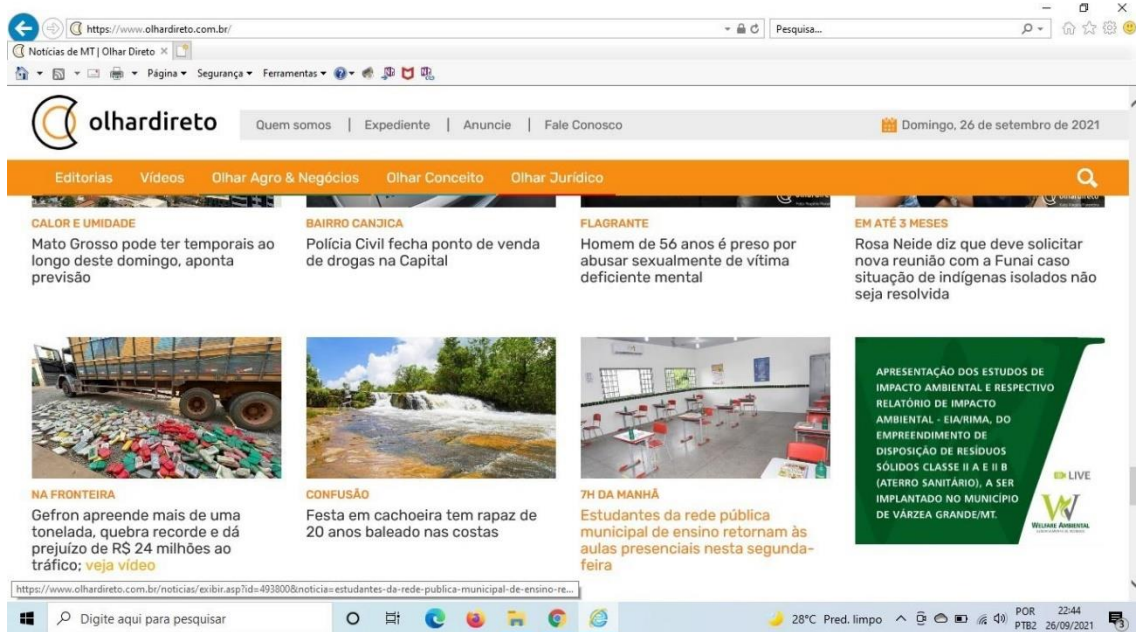 https://www.olhardireto.com.br/
Pesquisa...
Notícias de MT | Olhar Direto
Página Segurança Ferramentas
olhardireto
Quem somos | Expediente | Anuncie | Fale Conosco
Domingo, 26 de setembro de 2021
Editorias Vídeos Olhar Agro & Negócios Olhar Conceito Olhar Jurídico
olhardireto
CALOR E UMIDADE
Mato Grosso pode ter temporais ao
longo deste domingo, aponta
previsão
BAIRRO CANJICA
Polícia Civil fecha ponto de venda
de drogas na Capital
FLAGRANTE
Homem de 56 anos é preso por
abusar sexualmente de vítima
deficiente mental
EM ATÉ 3 MESES
Rosa Neide diz que deve solicitar
nova reunião com a Funai caso
situação de indígenas isolados não
seja resolvida
NA FRONTEIRA
Gefron apreende mais de uma
tonelada, quebra recorde e dá
prejuízo de R$ 24 milhões ao
tráfico; veja vídeo
CONFUSÃO
Festa em cachoeira tem rapaz de
20 anos baleado nas costas
7H DA MANHÃ
Estudantes da rede pública
municipal de ensino retornam às
aulas presenciais nesta segunda-
feira
APRESENTAÇÃO DOS ESTUDOS DE
IMPACTO AMBIENTAL E RESPECTIVO
RELATÓRIO DE IMPACTO
AMBIENTAL - EIA/RIMA, DO
EMPREENDIMENTO DE
DISPOSIÇÃO DE RESÍDUOS
SÓLIDOS CLASSE II A E II B
(ATERRO SANITÁRIO), A SER
IMPLANTADO NO MUNICÍPIO
DE VÁRZEA GRANDE/MT.
LIVE
WELFARE AMBIENTAL
https://www.olhardireto.com.br/noticias/exibir.asp?id=493800&noticia=estudantes-da-rede-publica-municipal-de-ensino-re...
Digite aqui para pesquisar
28°C Pred. limpo
POR
PTB2
22:44
26/09/2021
3